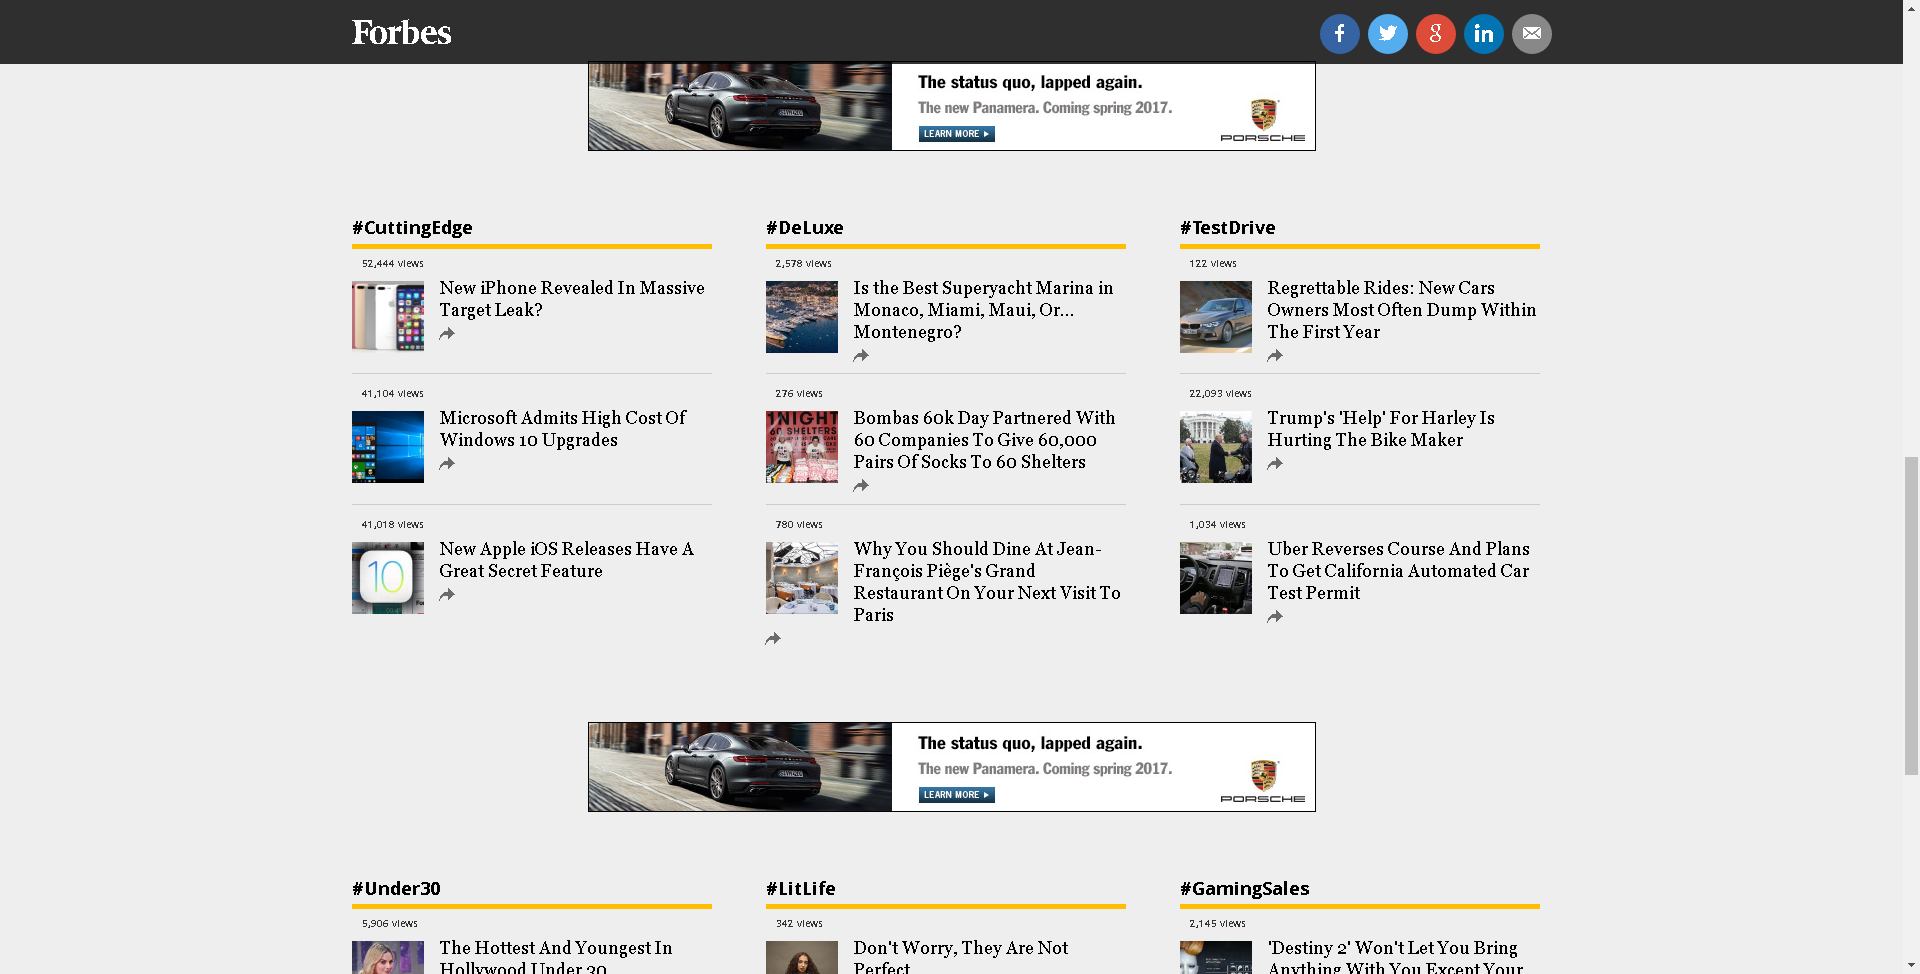 Forbes
The status quo, lapped again.
The new Panamera. Coming spring 2017.
LEARN MORE
PORSCHE
#CuttingEdge
52,444 views
New iPhone Revealed In Massive
Target Leak?
41,104 views
Microsoft Admits High Cost Of
Windows 10 Upgrades
41,018 views
10
New Apple iOS Releases Have A
Great Secret Feature
#DeLuxe
2,578 views
Is the Best Superyacht Marina in
Monaco, Miami, Maui, Or...
Montenegro?
276 views
1NIGHT
60 SHELTERS
Bombas 60k Day Partnered With
60 Companies To Give 60,000
Pairs Of Socks To 60 Shelters
780 views
Why You Should Dine At Jean-
François Piège's Grand
Restaurant On Your Next Visit To
Paris
#TestDrive
122 views
Regrettable Rides: New Cars
Owners Most Often Dump Within
The First Year
22,093 views
Trump's 'Help' For Harley Is
Hurting The Bike Maker
1,034 views
Uber Reverses Course And Plans
To Get California Automated Car
Test Permit
The status quo, lapped again.
The new Panamera. Coming spring 2017.
LEARN MORE
PORSCHE
#Under30
5,906 views
The Hottest And Youngest In
Hollywood Under 30
#LitLife
342 views
Don't Worry, They Are Not
Perfect
#GamingSales
2,145 views
'Destiny 2' Won't Let You Bring
Anything With You Except Your